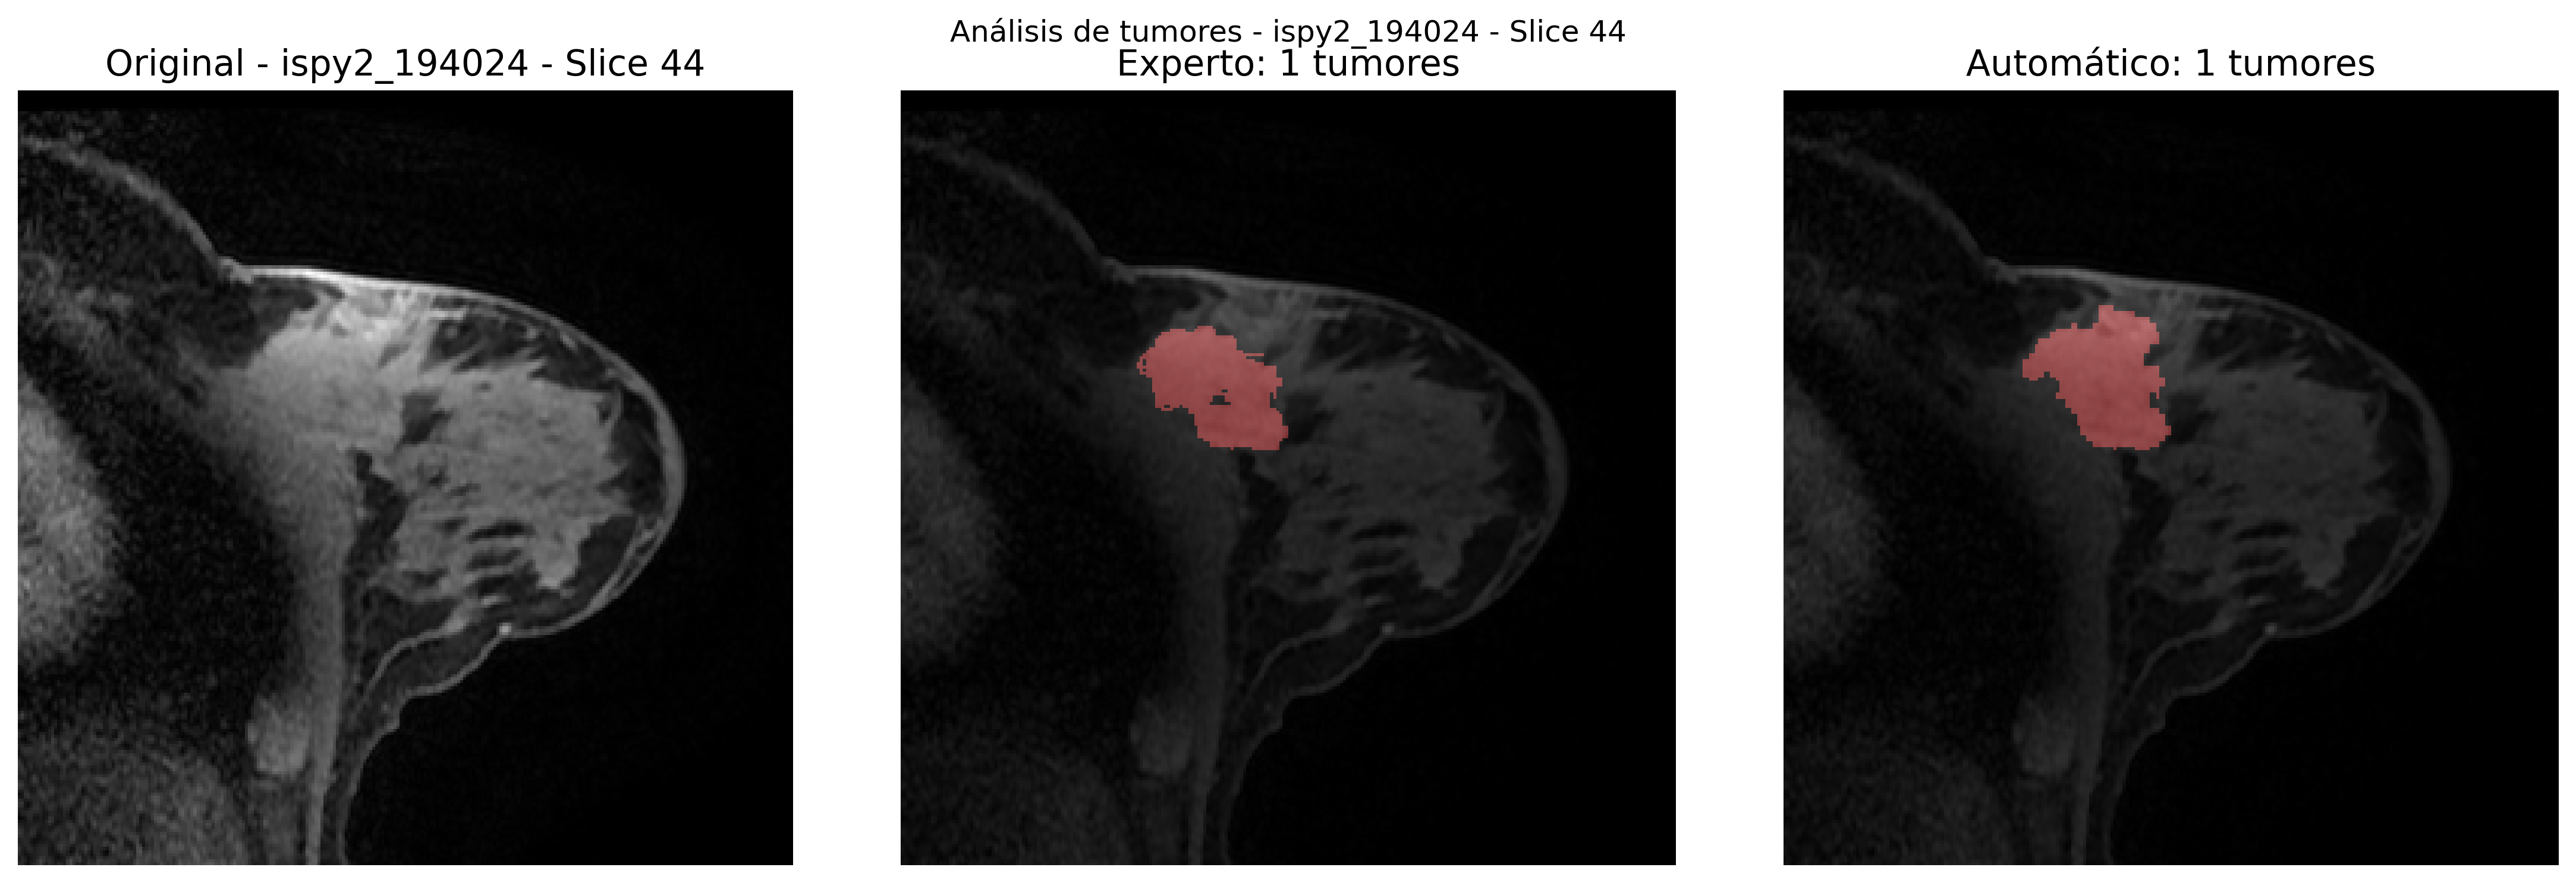 Análisis de tumores - ispy2_194024 - Slice 44
Original - ispy2_194024 - Slice 44
Experto: 1 tumores
Automático: 1 tumores